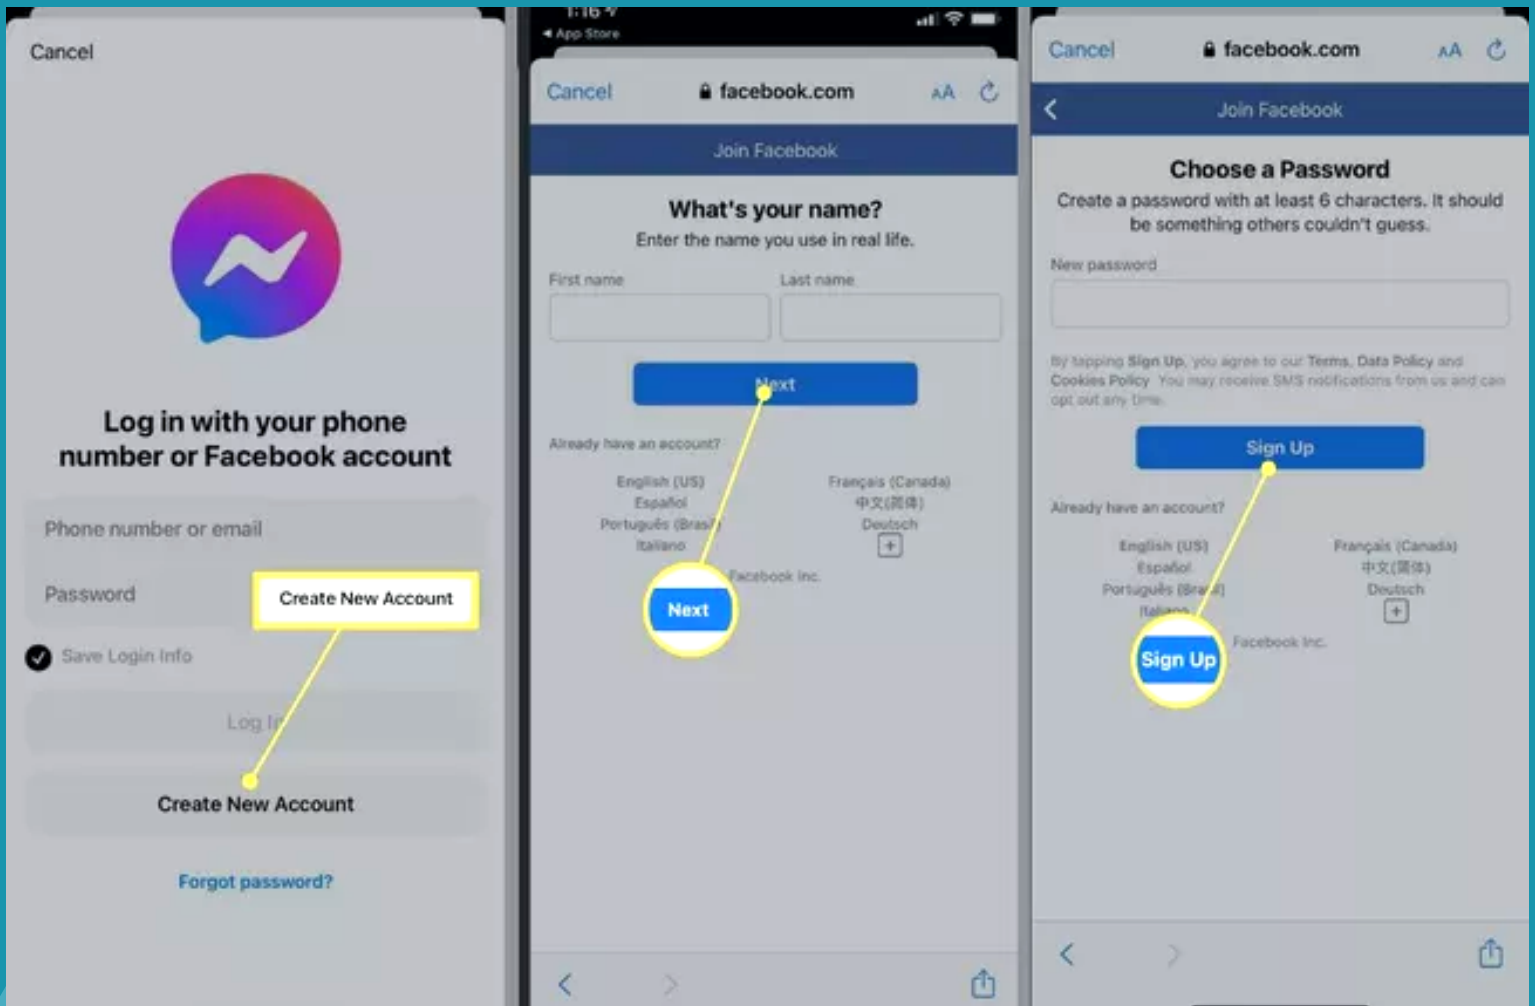 Cancel
Log in with your phone
number or Facebook account
Phone number or email
Password
Create New Account
Save Login Info
Log In
Create New Account
Forgot password?
1:16
App Store
Cancel
facebook.com
AA
Join Facebook
What's your name?
Enter the name you use in real life.
First name
Last name
Next
Already have an account?
English (US)
Español
Português (Brasil)
Italiano
Français (Canada)
中文(简体)
Deutsch
Facebook Inc.
Next
Cancel
facebook.com
AA
Join Facebook
Choose a Password
Create a password with at least 6 characters. It should
be something others couldn't guess.
New password
By tapping Sign Up, you agree to our Terms, Data Policy and
Cookies Policy. You may receive SMS notifications from us and can
opt out any time.
Sign Up
Already have an account?
English (US)
Español
Português (Brasil)
Italiano
Français (Canada)
中文(简体)
Deutsch
Facebook Inc.
Sign Up